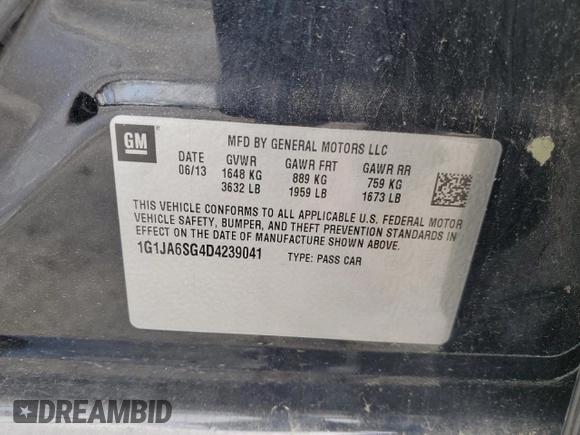 GM
MFD BY GENERAL MOTORS LLC
DATE GVWR GAWR FRT GAWR RR
06/13 1648 KG 889 KG 759 KG
3632 LB 1959 LB 1673 LB
THIS VEHICLE CONFORMS TO ALL APPLICABLE U.S. FEDERAL MOTOR
VEHICLE SAFETY, BUMPER, AND THEFT PREVENTION STANDARDS IN
EFFECT ON THE DATE OF MANUFACTURE SHOWN ABOVE.
1G1JA6SG4D4239041 TYPE: PASS CAR
DREAMBID